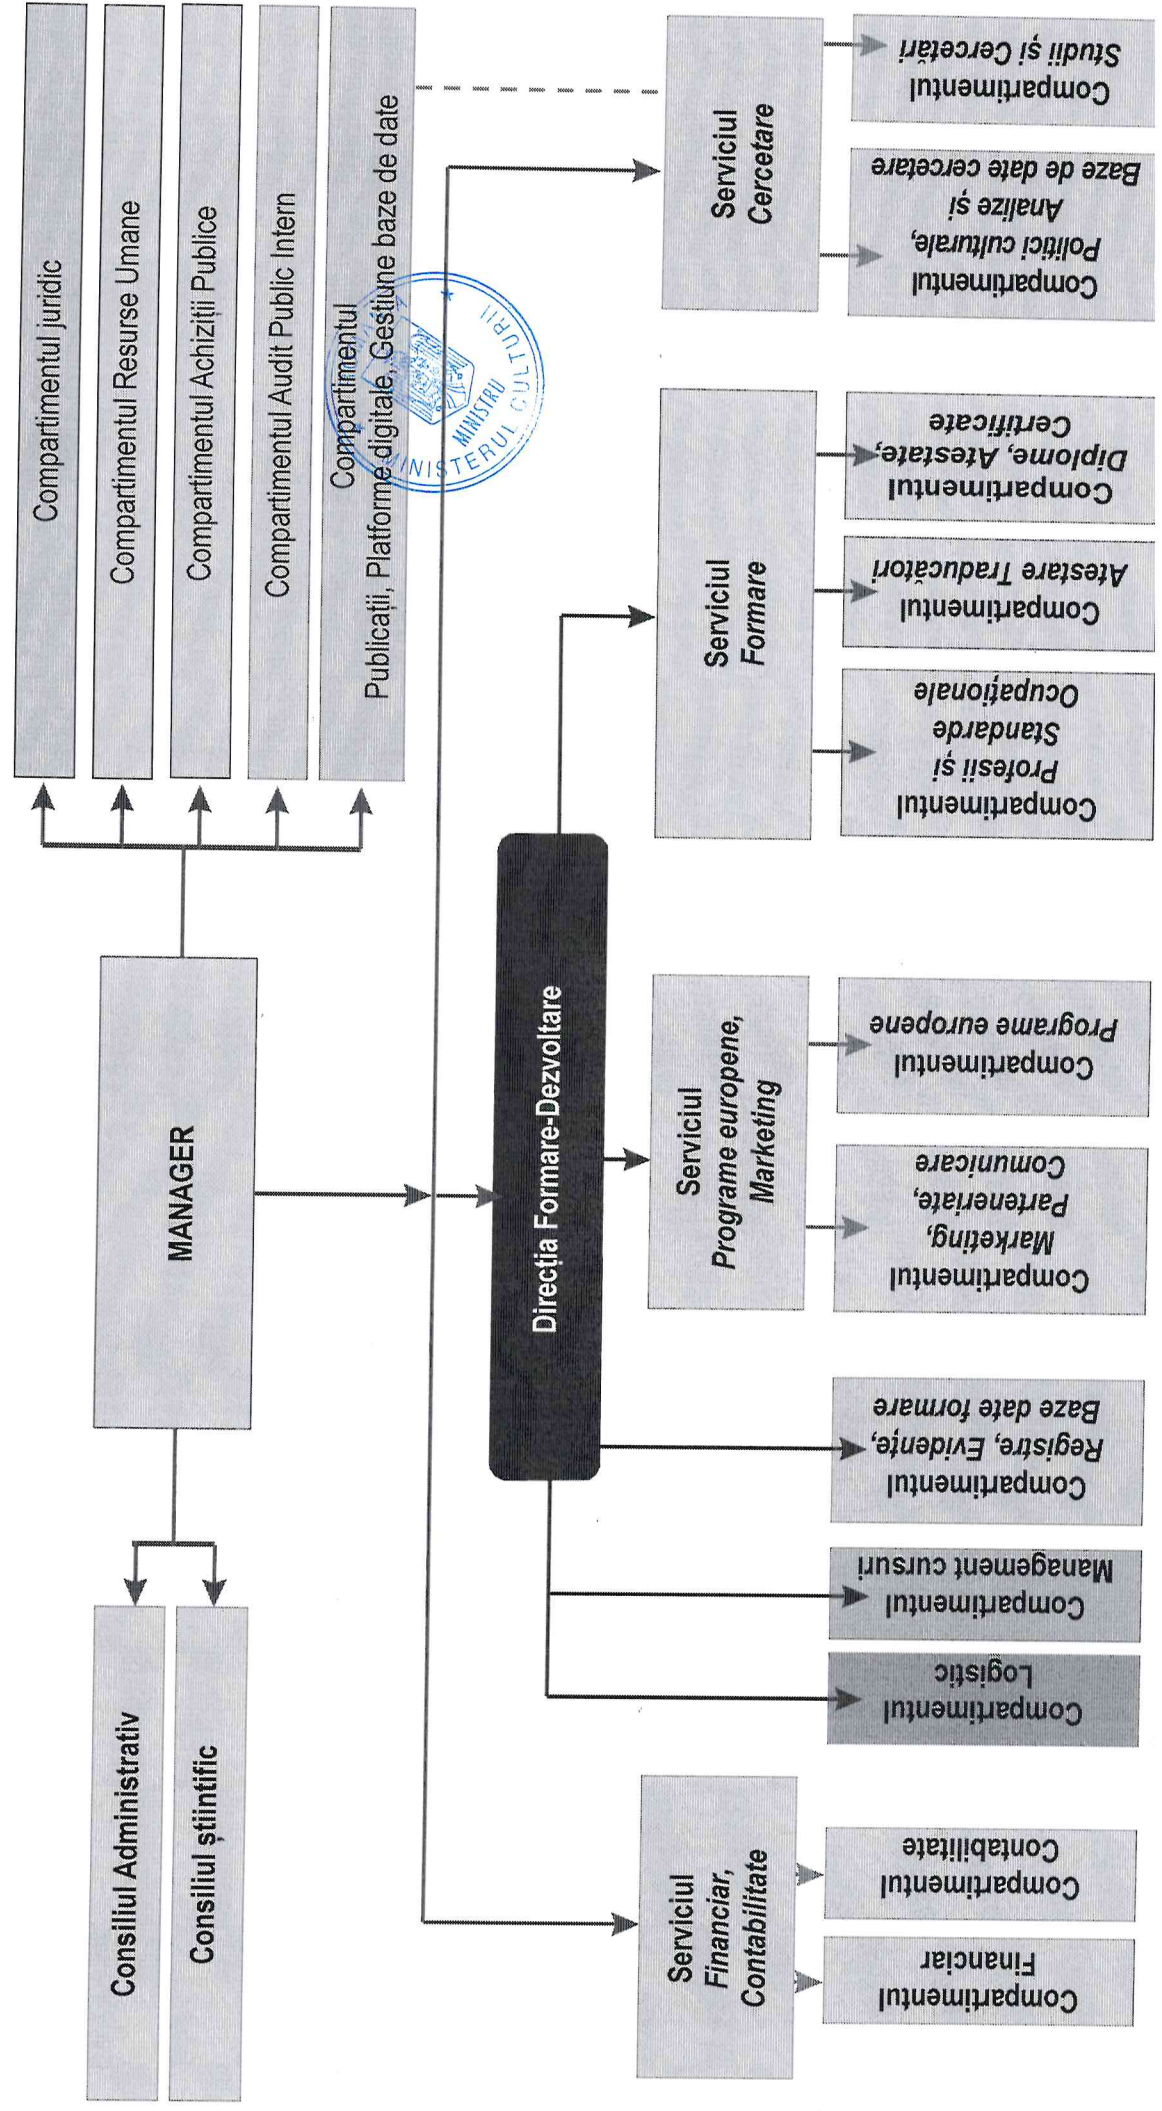 Compartimentul juridic
Compartimentul Resurse Umane
Compartimentul Achiziții Publice
Compartimentul Audit Public Intern
Compartimentul
Publicații, Platforme digitale, Gestiune baze de date
MANAGER
Consiliul Administrativ
Consiliul științific
MINISTERUL CULTURII
MINISTRU
Direcția Formare-Dezvoltare
Serviciul
Financiar,
Contabilitate
Serviciul
Programe europene,
Marketing
Serviciul
Formare
Serviciul
Cercetare
Compartimentul
Financiar
Compartimentul
Contabilitate
Compartimentul
Logistic
Compartimentul
Management cursuri
Compartimentul
Registre, Evidențe,
Baze date formare
Compartimentul
Marketing,
Parteneriate,
Comunicare
Compartimentul
Programe europene
Compartimentul
Profesii și
Standarde
Ocupaționale
Compartimentul
Atestare Traducători
Compartimentul
Diplome, Atestate,
Certificate
Compartimentul
Politici culturale,
Analize și
Baze de date cercetare
Compartimentul
Studii și Cercetări